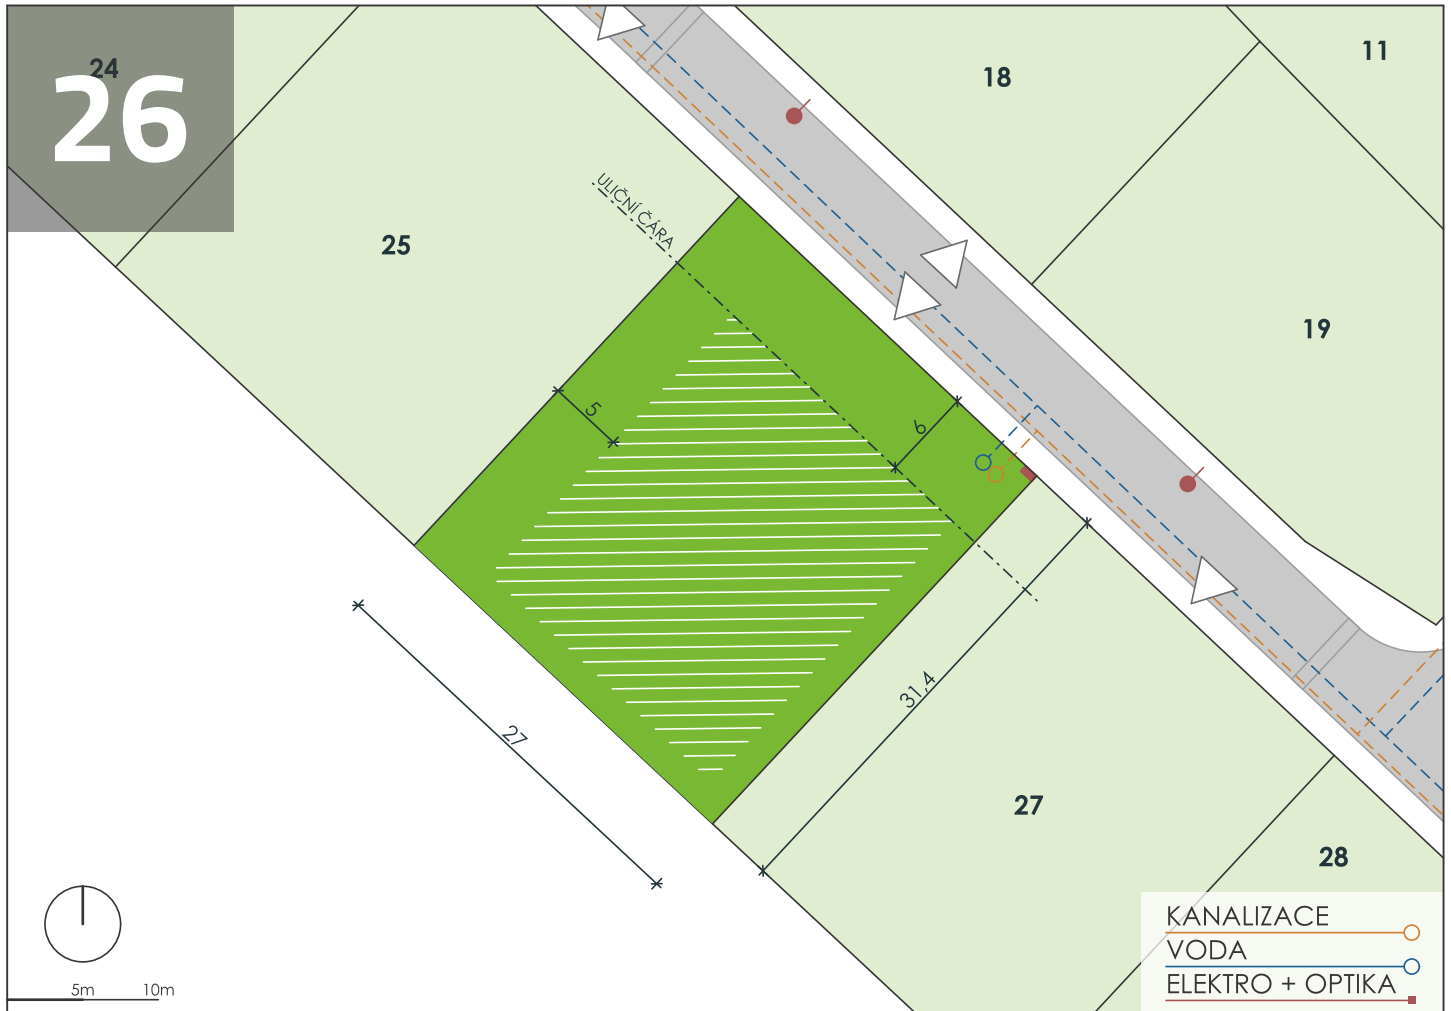 24
26
18
11
25
ULIČNÍ ČÁRA
19
5
6
31,4
27
27
28
5m 10m
KANALIZACE
VODA
ELEKTRO + OPTIKA